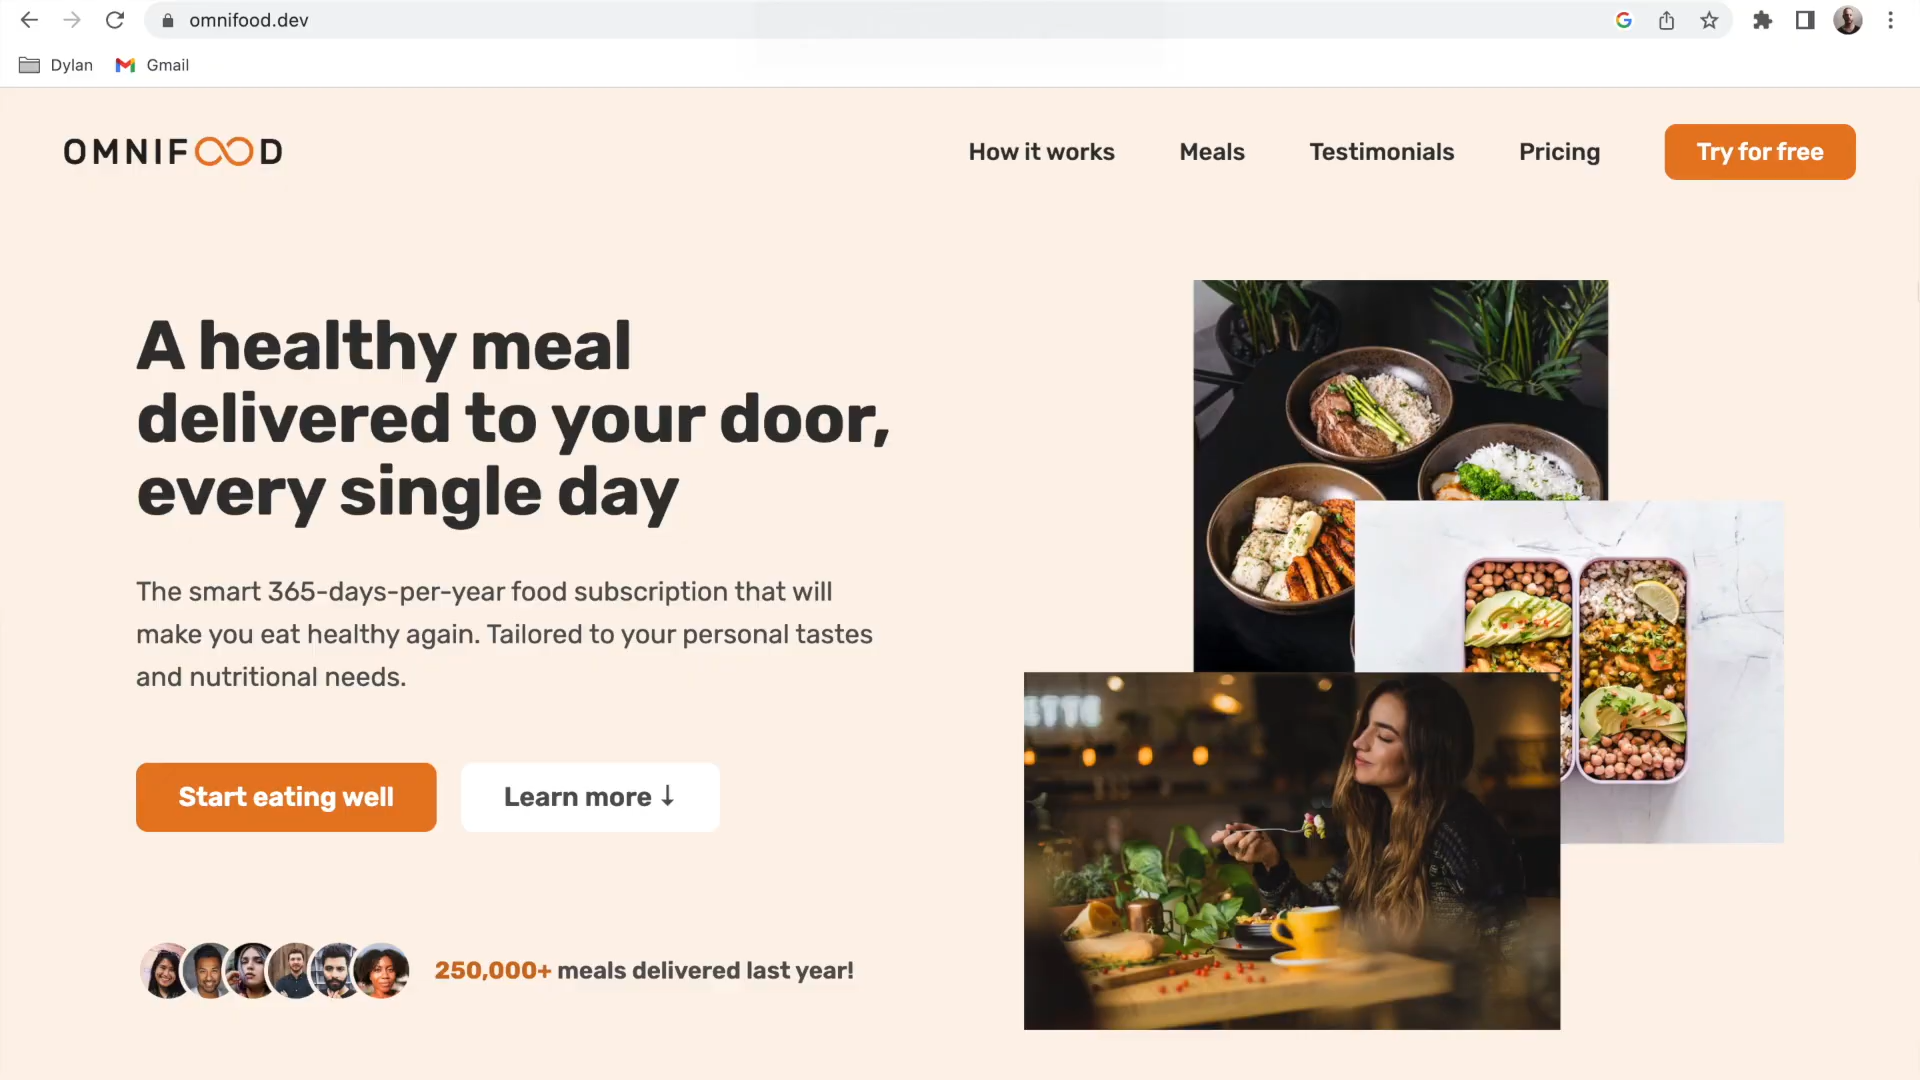 omnifood.dev
Dylan
Gmail
OMNIFOOD
How it works
Meals
Testimonials
Pricing
Try for free
A healthy meal
delivered to your door,
every single day
The smart 365-days-per-year food subscription that will
make you eat healthy again. Tailored to your personal tastes
and nutritional needs.
Start eating well
Learn more ↓
250,000+ meals delivered last year!